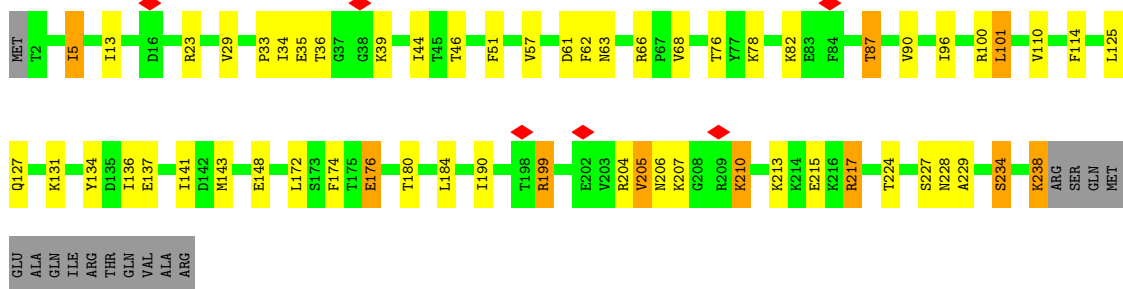 MET T2 I5 I13 D16 R23 V29 P33 I34 E35 T36 G37 G38 K39 I44 T45 T46 F51 V57 D61 F62 N63 R66 P67 V68 T76 Y77 K78 K82 E83 F84 T87 V90 I96 R100 L101 V110 F114 L125
Q127 K131 Y134 D135 I136 E137 I141 D142 M143 E148 L172 S173 F174 T175 E176 T180 L184 I190 T198 R199 E202 V203 R204 V205 N206 K207 G208 R209 K210 K213 K214 E215 K216 R217 T224 S227 N228 A229 S234 K238 ARG SER GLN MET
GLU ALA GLN ILE ARG THR GLN VAL ALA ARG